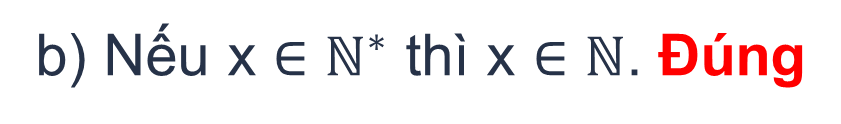 b) Nếu x ∈ ℕ* thì x ∈ ℕ. Đúng